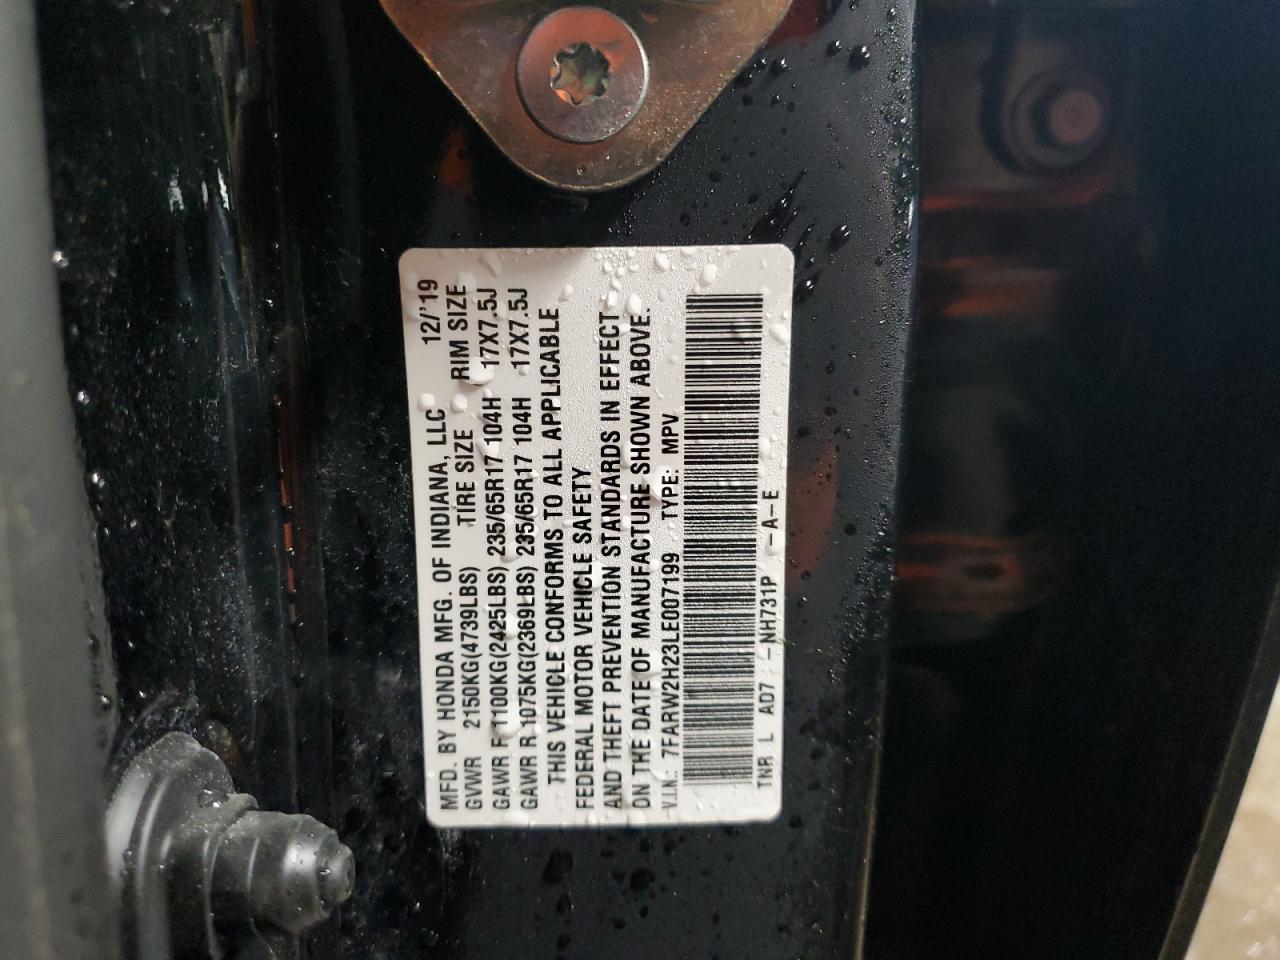 MFD. BY HONDA MFG. OF INDIANA, LLC 12/'19
GVWR 2150KG(4739LBS) TIRE SIZE RIM SIZE
GAWR F 1100KG(2425LBS) 235/65R17 104H 17X7.5J
GAWR R 1075KG(2369LBS) 235/65R17 104H 17X7.5J
THIS VEHICLE CONFORMS TO ALL APPLICABLE
FEDERAL MOTOR VEHICLE SAFETY
AND THEFT PREVENTION STANDARDS IN EFFECT
ON THE DATE OF MANUFACTURE SHOWN ABOVE.
V.I.N.: 7FARW2H23LE007199 TYPE: MPV
TNR L AD7 -NH731P -A-E